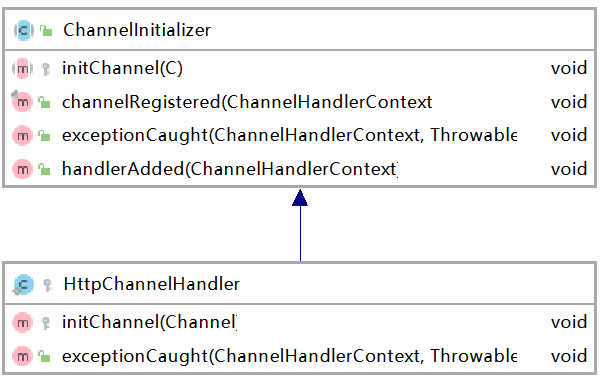 ChannelInitializer
initChannel(C) void
channelRegistered(ChannelHandlerContext void
exceptionCaught(ChannelHandlerContext, Throwable void
handlerAdded(ChannelHandlerContext) void
HttpChannelHandler
initChannel(Channel) void
exceptionCaught(ChannelHandlerContext, Throwable void